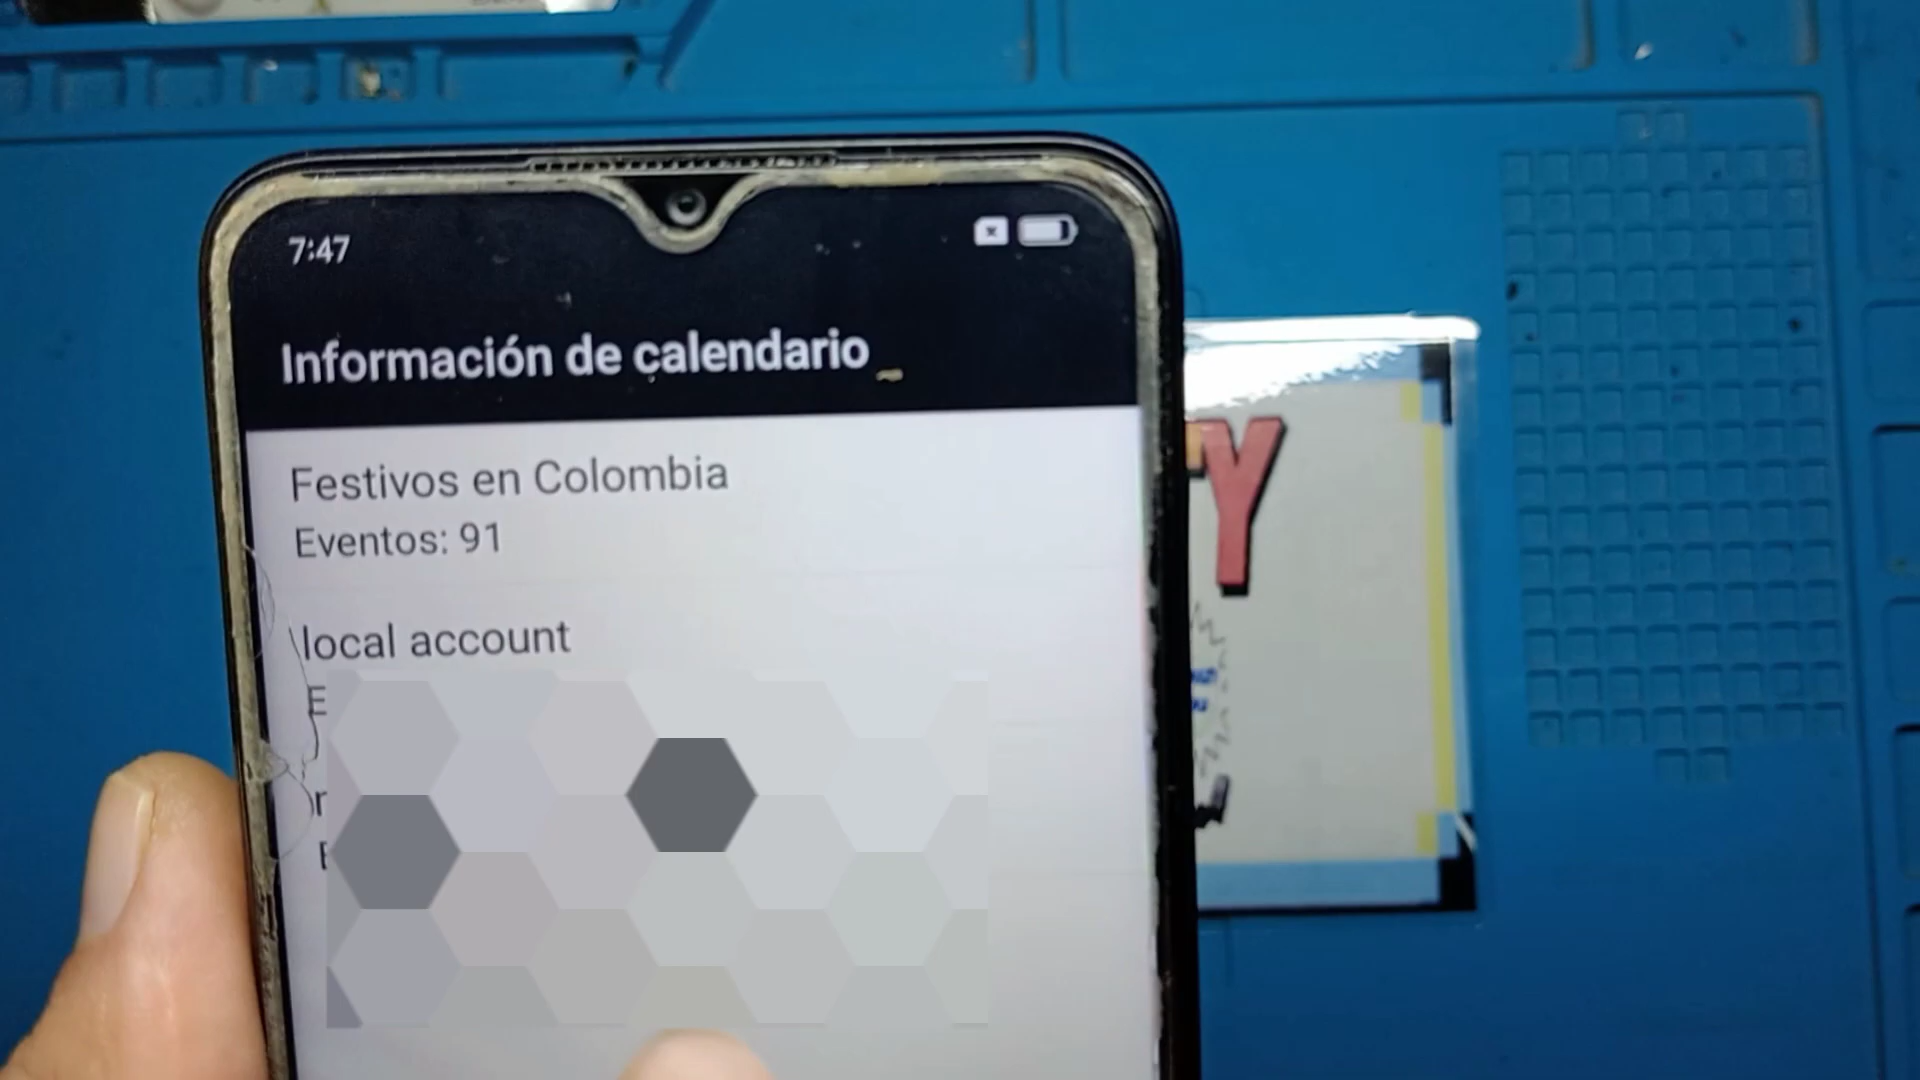 7:47
Información de calendario
Festivos en Colombia
Eventos: 91
local account
E
Y